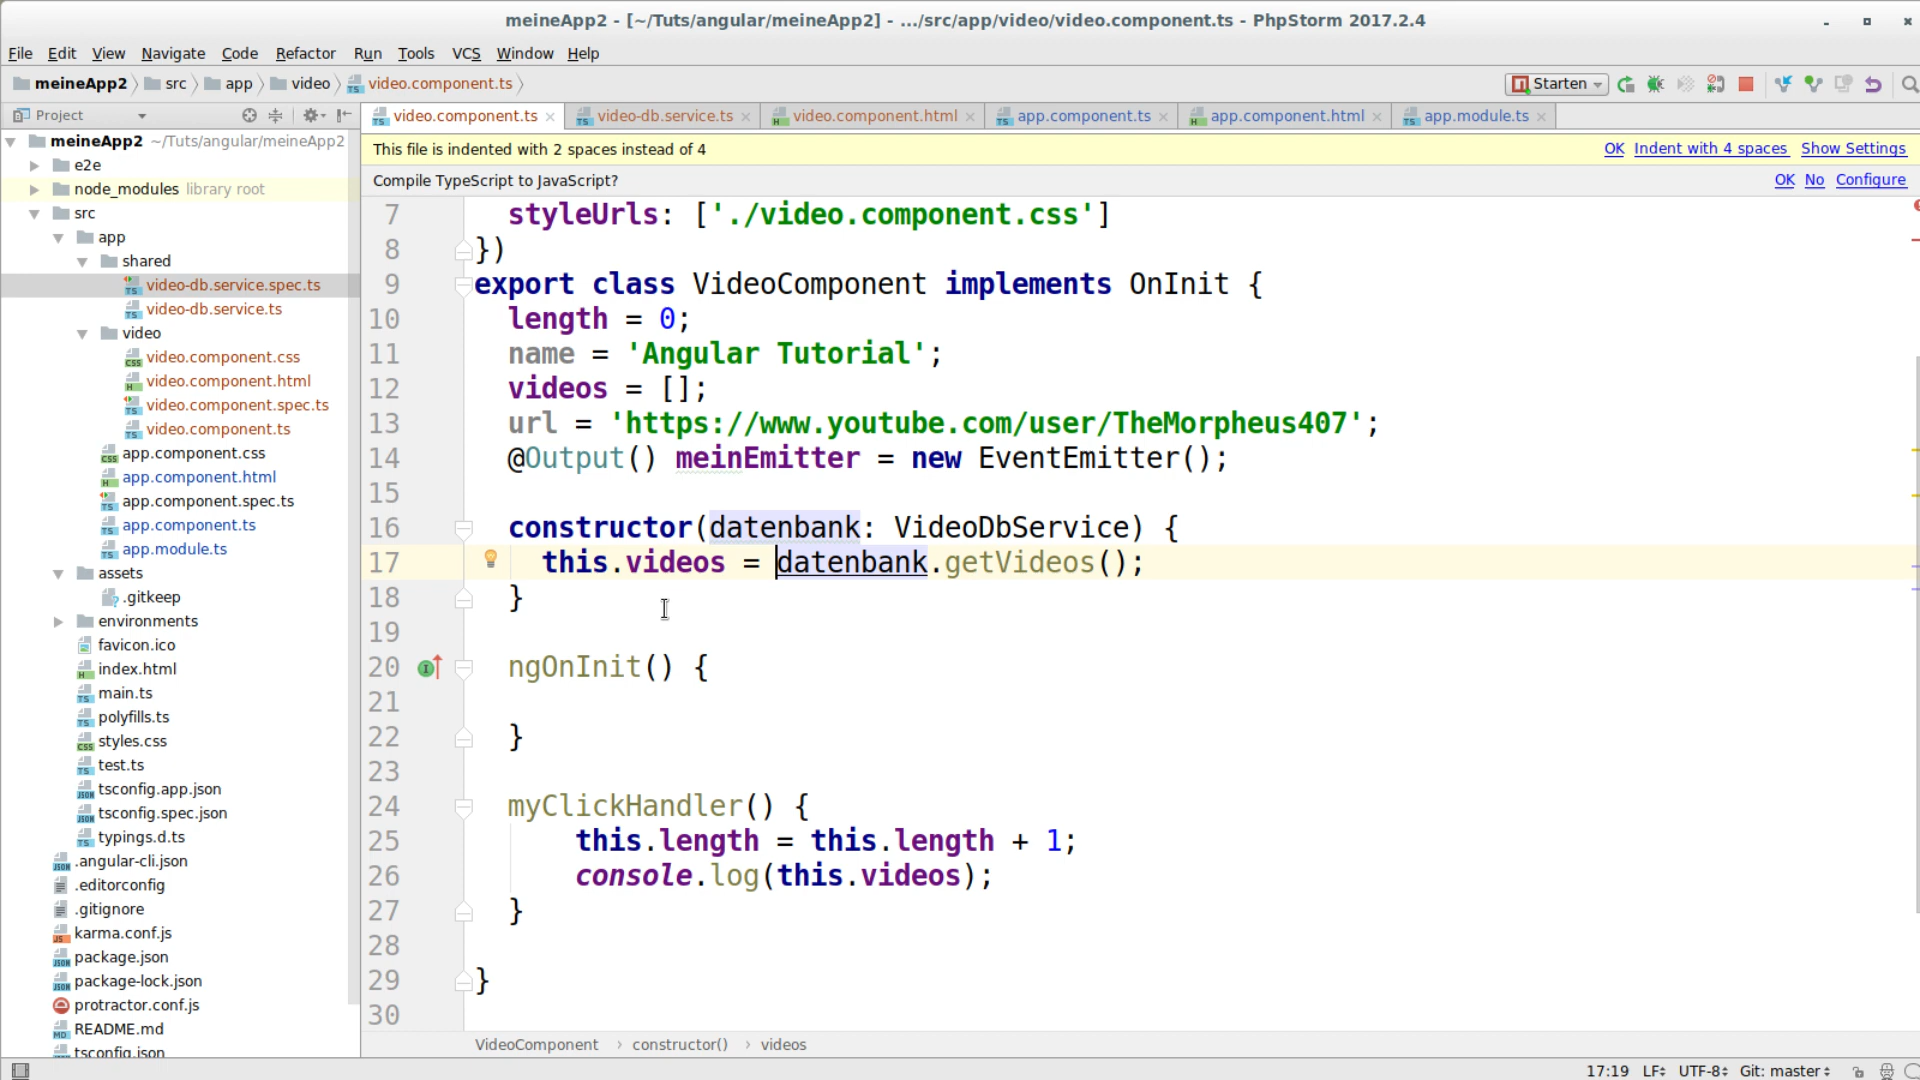 meineApp2 - [~/Tuts/angular/meineApp2] - .../src/app/video/video.component.ts - PhpStorm 2017.2.4
File Edit View Navigate Code Refactor Run Tools VCS Window Help
meineApp2 src app video video.component.ts Starten
Project
video.component.ts video-db.service.ts video.component.html app.component.ts app.component.html app.module.ts
meineApp2 ~/Tuts/angular/meineApp2
e2e
node_modules library root
src
app
shared
video-db.service.spec.ts
video-db.service.ts
video
video.component.css
video.component.html
video.component.spec.ts
video.component.ts
app.component.css
app.component.html
app.component.spec.ts
app.component.ts
app.module.ts
assets
.gitkeep
environments
favicon.ico
index.html
main.ts
polyfills.ts
styles.css
test.ts
tsconfig.app.json
tsconfig.spec.json
typings.d.ts
.angular-cli.json
.editorconfig
.gitignore
karma.conf.js
package.json
package-lock.json
protractor.conf.js
README.md
tsconfig.json
This file is indented with 2 spaces instead of 4 OK Indent with 4 spaces Show Settings
Compile TypeScript to JavaScript? OK No Configure
7 styleUrls: ['./video.component.css']
8 })
9 export class VideoComponent implements OnInit {
10 length = 0;
11 name = 'Angular Tutorial';
12 videos = [];
13 url = 'https://www.youtube.com/user/TheMorpheus407';
14 @Output() meinEmitter = new EventEmitter();
15
16 constructor(datenbank: VideoDbService) {
17 this.videos = datenbank.getVideos();
18 }
19
20 ngOnInit() {
21
22 }
23
24 myClickHandler() {
25 this.length = this.length + 1;
26 console.log(this.videos);
27 }
28
29 }
30
VideoComponent › constructor() › videos
17:19 LF UTF-8 Git: master